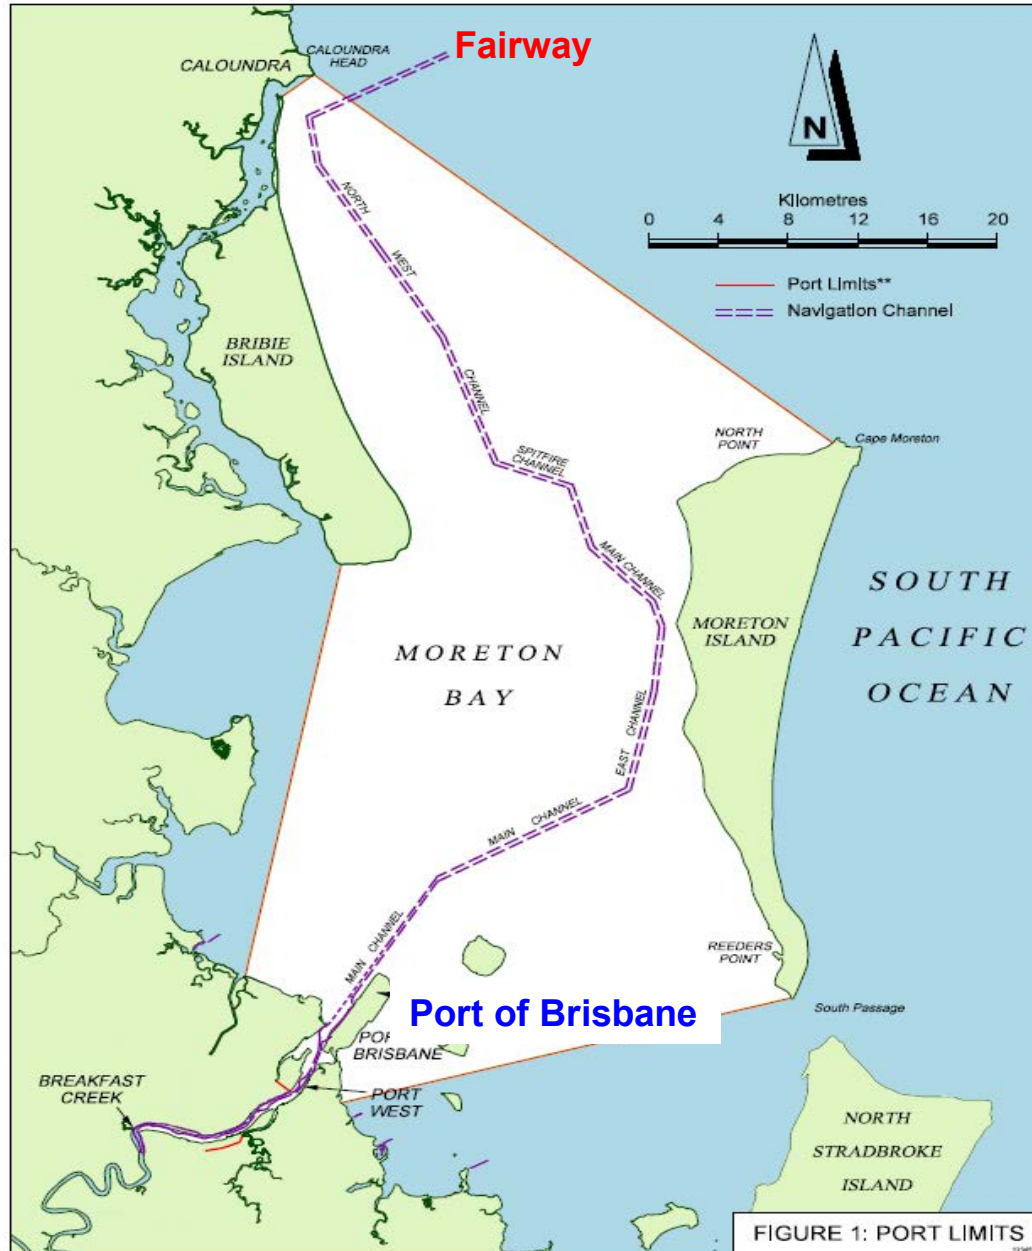 Fairway
CALOUNDRA
HEAD
CALOUNDRA
N
Kilometres
0 4 8 12 16 20
Port Limits**
Navigation Channel
NORTH
WEST
CHANNEL
BRIBIE
ISLAND
SPITFIRE
CHANNEL
NORTH
POINT
Cape Moreton
MAIN CHANNEL
SOUTH
PACIFIC
OCEAN
MORETON
ISLAND
MORETON
BAY
EAST CHANNEL
MAIN CHANNEL
MAIN CHANNEL
REEDERS
POINT
South Passage
Port of Brisbane
BRISBANE
PORT
WEST
BREAKFAST
CREEK
NORTH
STRADBROKE
ISLAND
FIGURE 1: PORT LIMITS